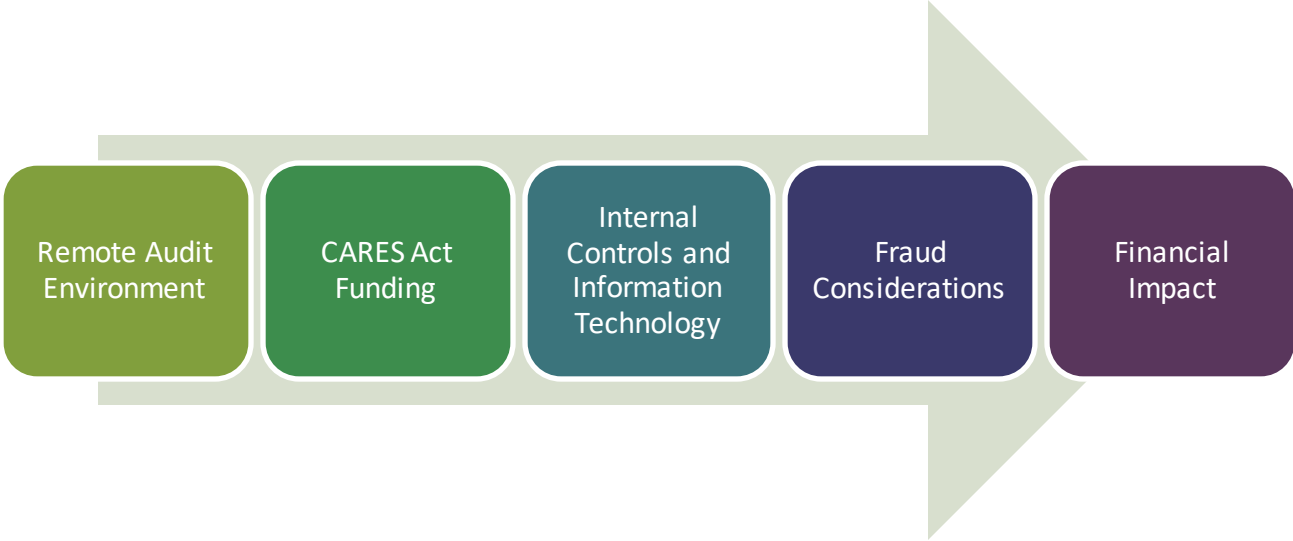 Remote Audit
Environment
CARES Act
Funding
Internal
Controls and
Information
Technology
Fraud
Considerations
Financial
Impact